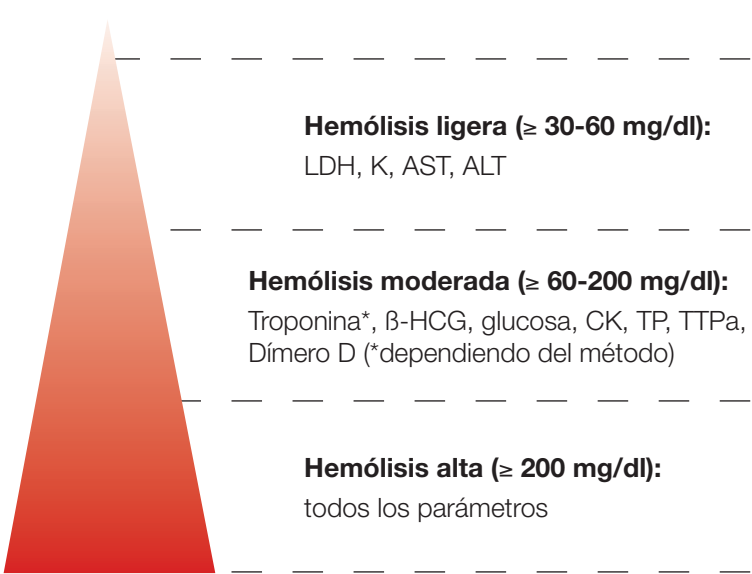 Hemólisis ligera (≥ 30-60 mg/dl):
LDH, K, AST, ALT
Hemólisis moderada (≥ 60-200 mg/dl):
Troponina*, ß-HCG, glucosa, CK, TP, TTPa,
Dímero D (*dependiendo del método)
Hemólisis alta (≥ 200 mg/dl):
todos los parámetros